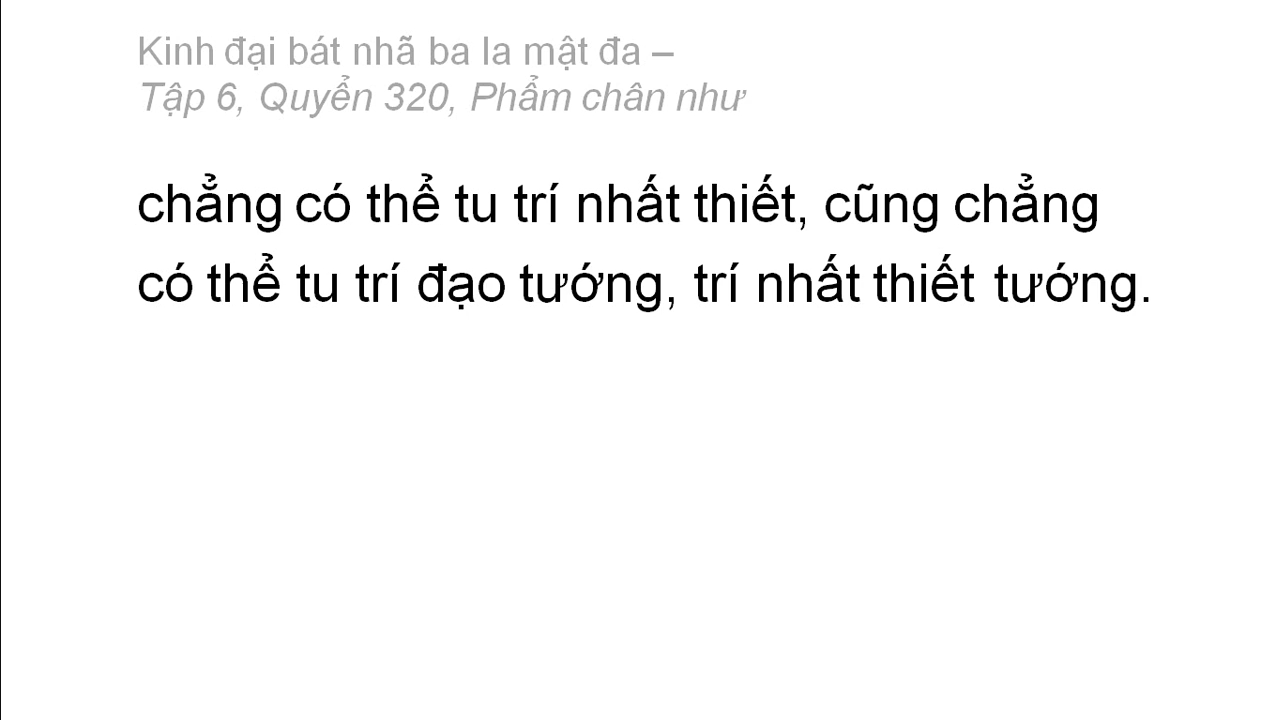 Kinh đại bát nhã ba la mật đa –
Tập 6, Quyển 320, Phẩm chân như
chẳng có thể tu trí nhất thiết, cũng chẳng
có thể tu trí đạo tướng, trí nhất thiết tướng.